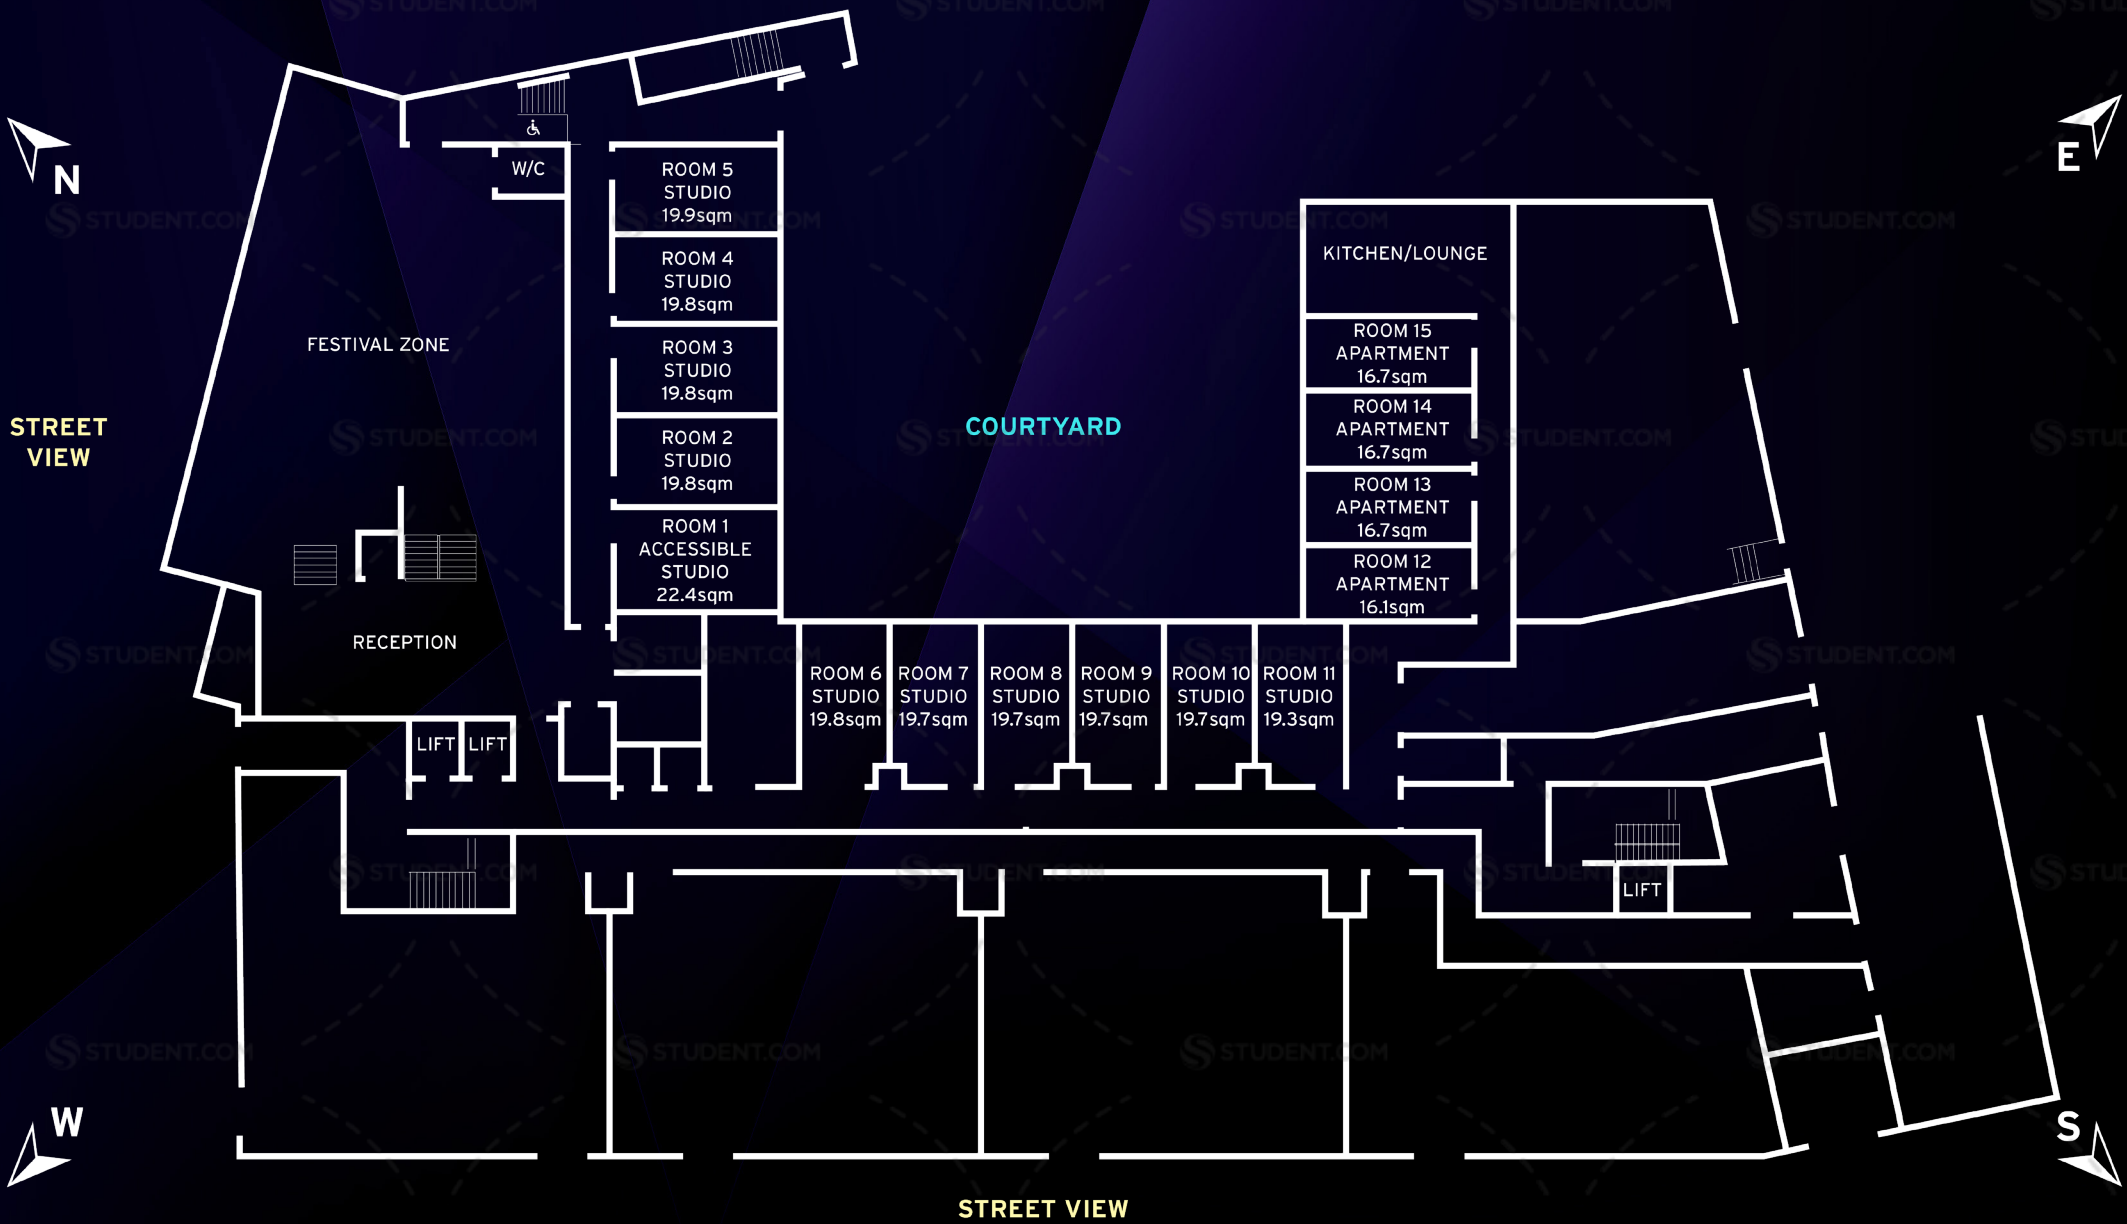 N
E
W/C
ROOM 5
STUDIO
19.9sqm
ROOM 4
STUDIO
19.8sqm
ROOM 3
STUDIO
19.8sqm
ROOM 2
STUDIO
19.8sqm
ROOM 1
ACCESSIBLE
STUDIO
22.4sqm
FESTIVAL ZONE
STREET
VIEW
RECEPTION
COURTYARD
KITCHEN/LOUNGE
ROOM 15
APARTMENT
16.7sqm
ROOM 14
APARTMENT
16.7sqm
ROOM 13
APARTMENT
16.7sqm
ROOM 12
APARTMENT
16.1sqm
ROOM 6
STUDIO
19.8sqm
ROOM 7
STUDIO
19.7sqm
ROOM 8
STUDIO
19.7sqm
ROOM 9
STUDIO
19.7sqm
ROOM 10
STUDIO
19.7sqm
ROOM 11
STUDIO
19.3sqm
LIFT
LIFT
LIFT
W
S
STREET VIEW
STUDENT.COM